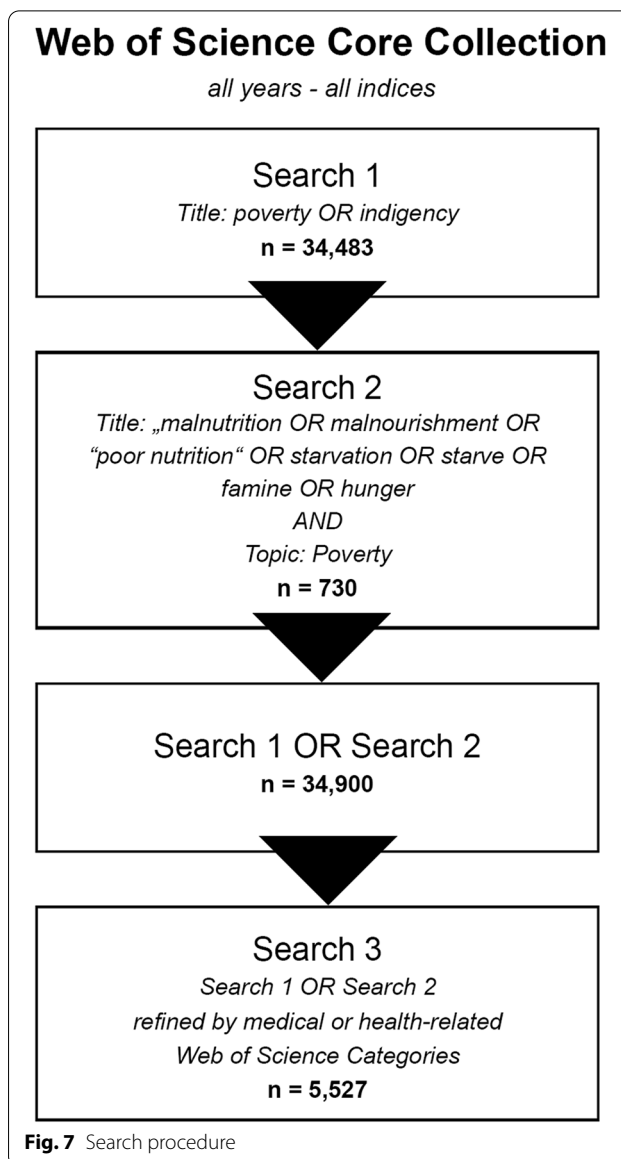 Web of Science Core Collection
all years - all indices
Search 1
Title: poverty OR indigency
n = 34,483
Search 2
Title: „malnutrition OR malnourishment OR
“poor nutrition“ OR starvation OR starve OR
famine OR hunger
AND
Topic: Poverty
n = 730
Search 1 OR Search 2
n = 34,900
Search 3
Search 1 OR Search 2
refined by medical or health-related
Web of Science Categories
n = 5,527
Fig. 7 Search procedure